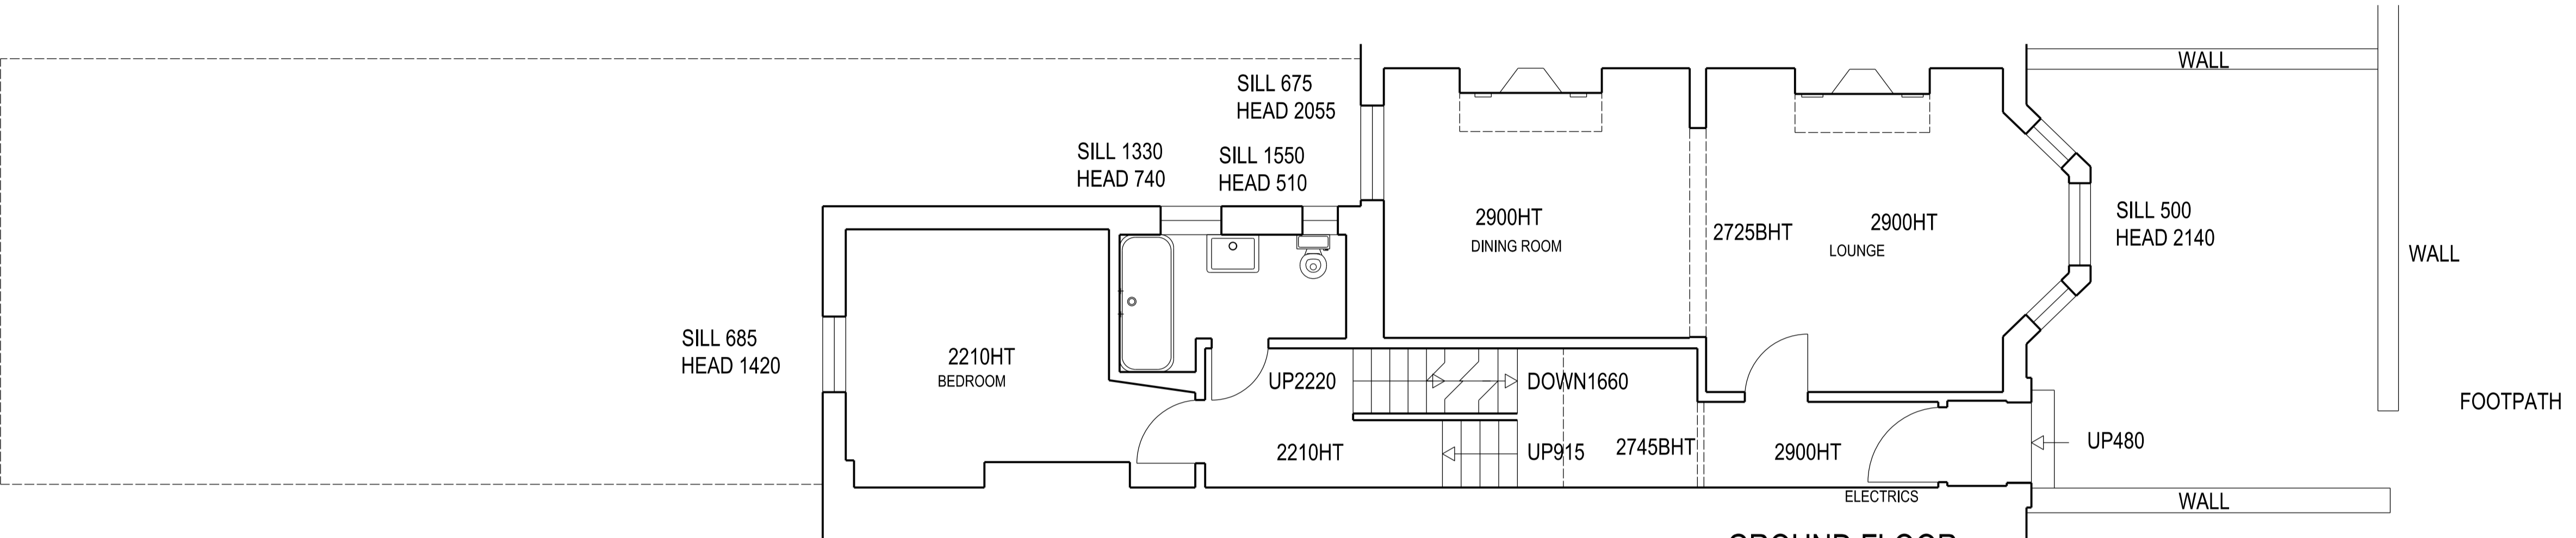 WALL
SILL 675
HEAD 2055
SILL 1330
HEAD 740
SILL 1550
HEAD 510
2900HT
DINING ROOM
2725BHT
2900HT
LOUNGE
SILL 500
HEAD 2140
WALL
SILL 685
HEAD 1420
2210HT
BEDROOM
UP2220
DOWN1660
FOOTPATH
2210HT
UP915
2745BHT
2900HT
UP480
ELECTRICS
WALL
GROUND FLOOR